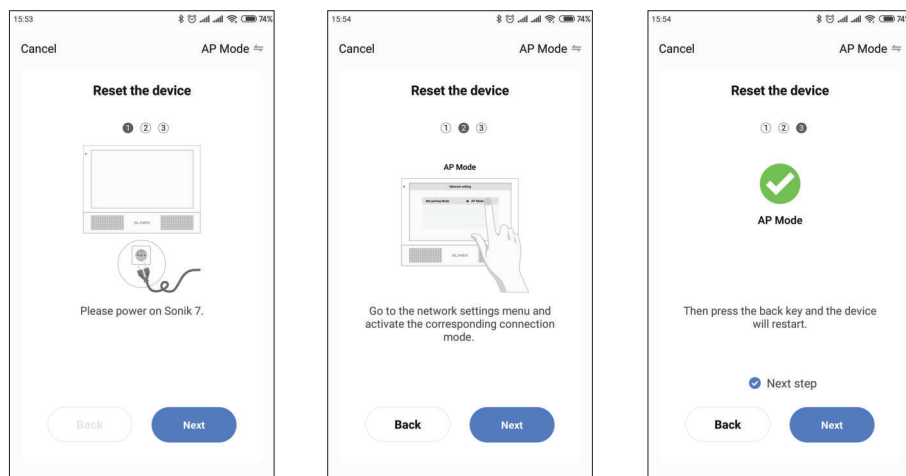 15:53
74%
Cancel
AP Mode
Reset the device
1 2 3
SLINEX
Please power on Sonik 7.
Back
Next
15:54
74%
Cancel
AP Mode
Reset the device
1 2 3
AP Mode
Network setting
AP Mode
SLINEX
Go to the network settings menu and
activate the corresponding connection
mode.
Back
Next
15:54
74%
Cancel
AP Mode
Reset the device
1 2 3
AP Mode
Then press the back key and the device
will restart.
Next step
Back
Next